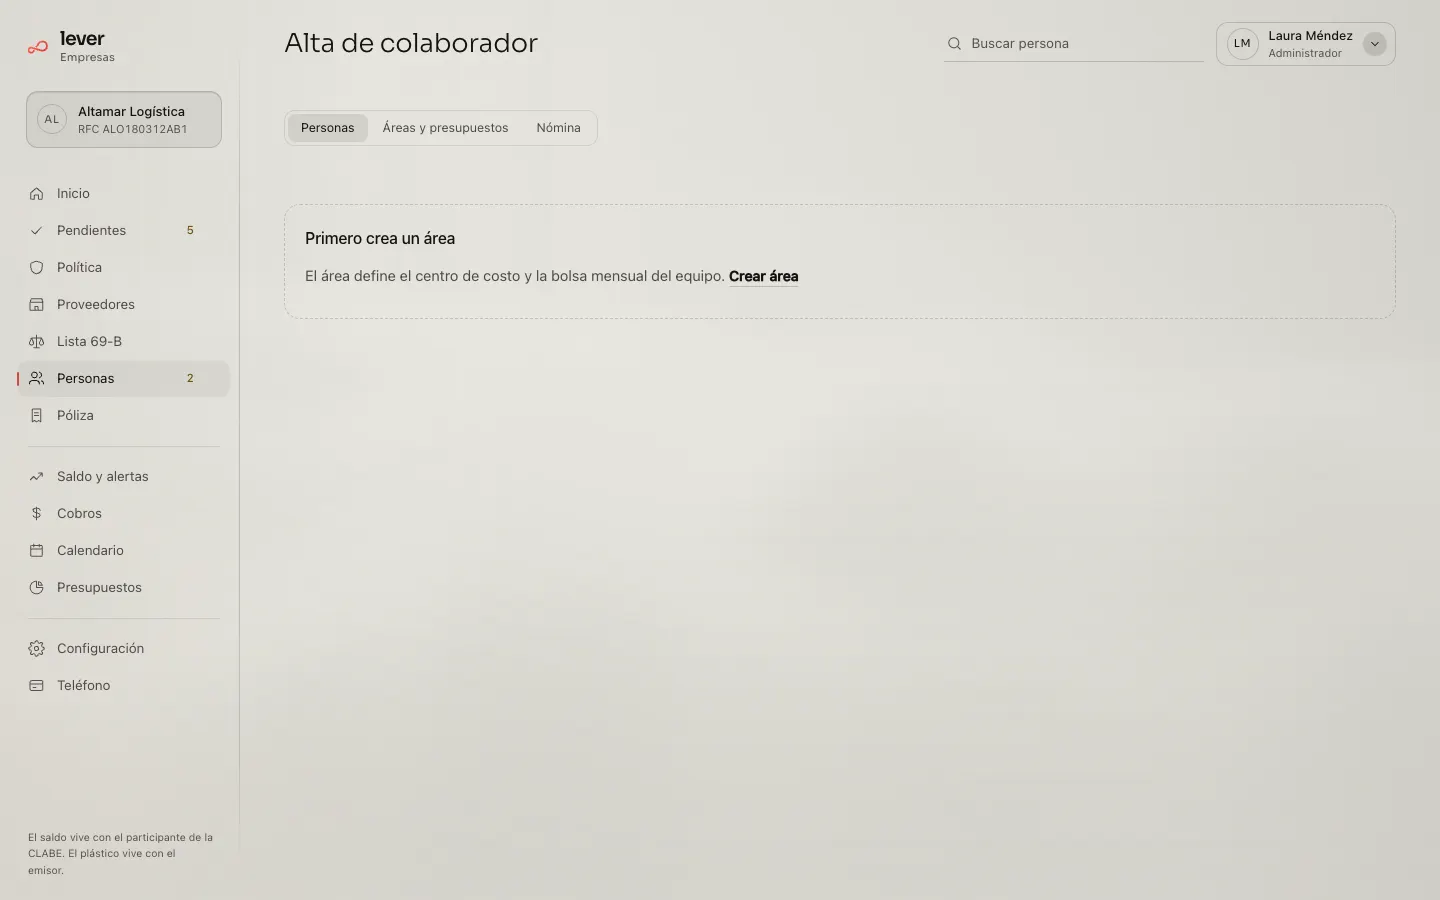 lever
Empresas
AL
Altamar Logística
RFC ALO180312AB1
Inicio
Pendientes 5
Política
Proveedores
Lista 69-B
Personas 2
Póliza
Saldo y alertas
Cobros
Calendario
Presupuestos
Configuración
Teléfono
El saldo vive con el participante de la
CLABE. El plástico vive con el
emisor.
Alta de colaborador
Buscar persona
LM
Laura Méndez
Administrador
Personas Áreas y presupuestos Nómina
Primero crea un área
El área define el centro de costo y la bolsa mensual del equipo. Crear área